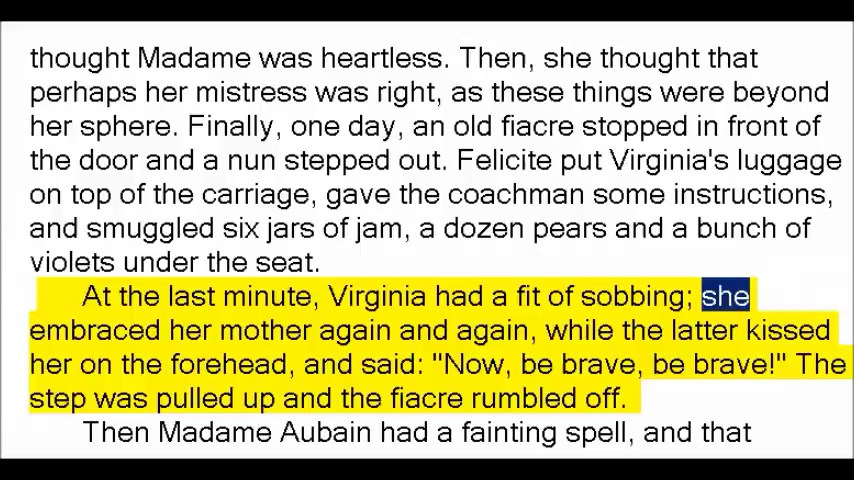 thought Madame was heartless. Then, she thought that
perhaps her mistress was right, as these things were beyond
her sphere. Finally, one day, an old fiacre stopped in front of
the door and a nun stepped out. Felicite put Virginia's luggage
on top of the carriage, gave the coachman some instructions,
and smuggled six jars of jam, a dozen pears and a bunch of
violets under the seat.
At the last minute, Virginia had a fit of sobbing; she
embraced her mother again and again, while the latter kissed
her on the forehead, and said: "Now, be brave, be brave!" The
step was pulled up and the fiacre rumbled off.
Then Madame Aubain had a fainting spell, and that